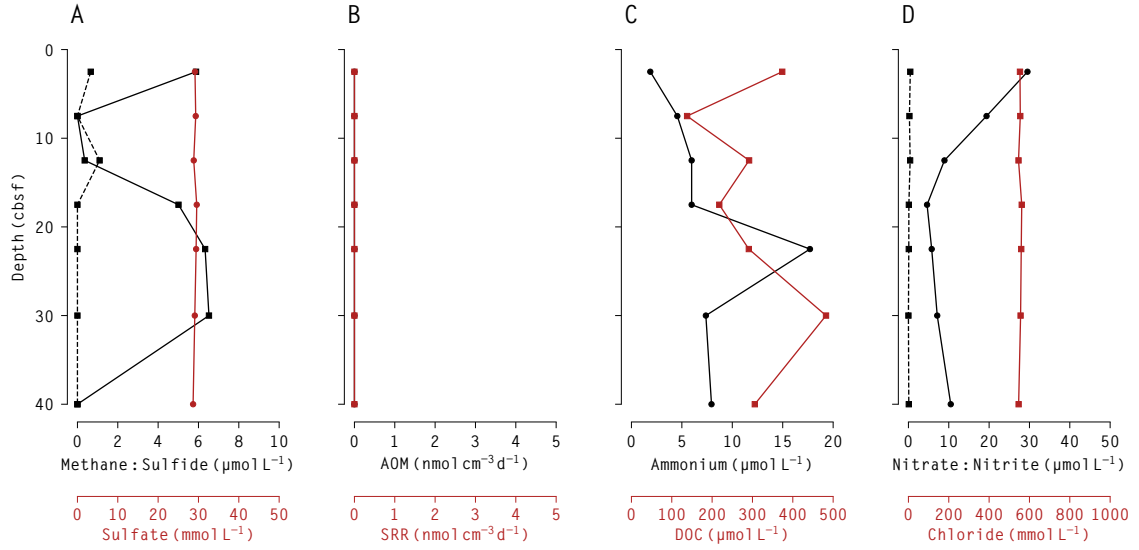 A B C D
0
10
20
30
40
Depth (cbsf)
0 2 4 6 8 10
Methane : Sulfide (µmol L⁻¹)
0 10 20 30 40 50
Sulfate (mmol L⁻¹)
0 1 2 3 4 5
AOM (nmol cm⁻³ d⁻¹)
0 1 2 3 4 5
SRR (nmol cm⁻³ d⁻¹)
0 5 10 15 20
Ammonium (µmol L⁻¹)
0 100 200 300 400 500
DOC (µmol L⁻¹)
0 10 20 30 40 50
Nitrate : Nitrite (µmol L⁻¹)
0 200 400 600 800 1000
Chloride (mmol L⁻¹)